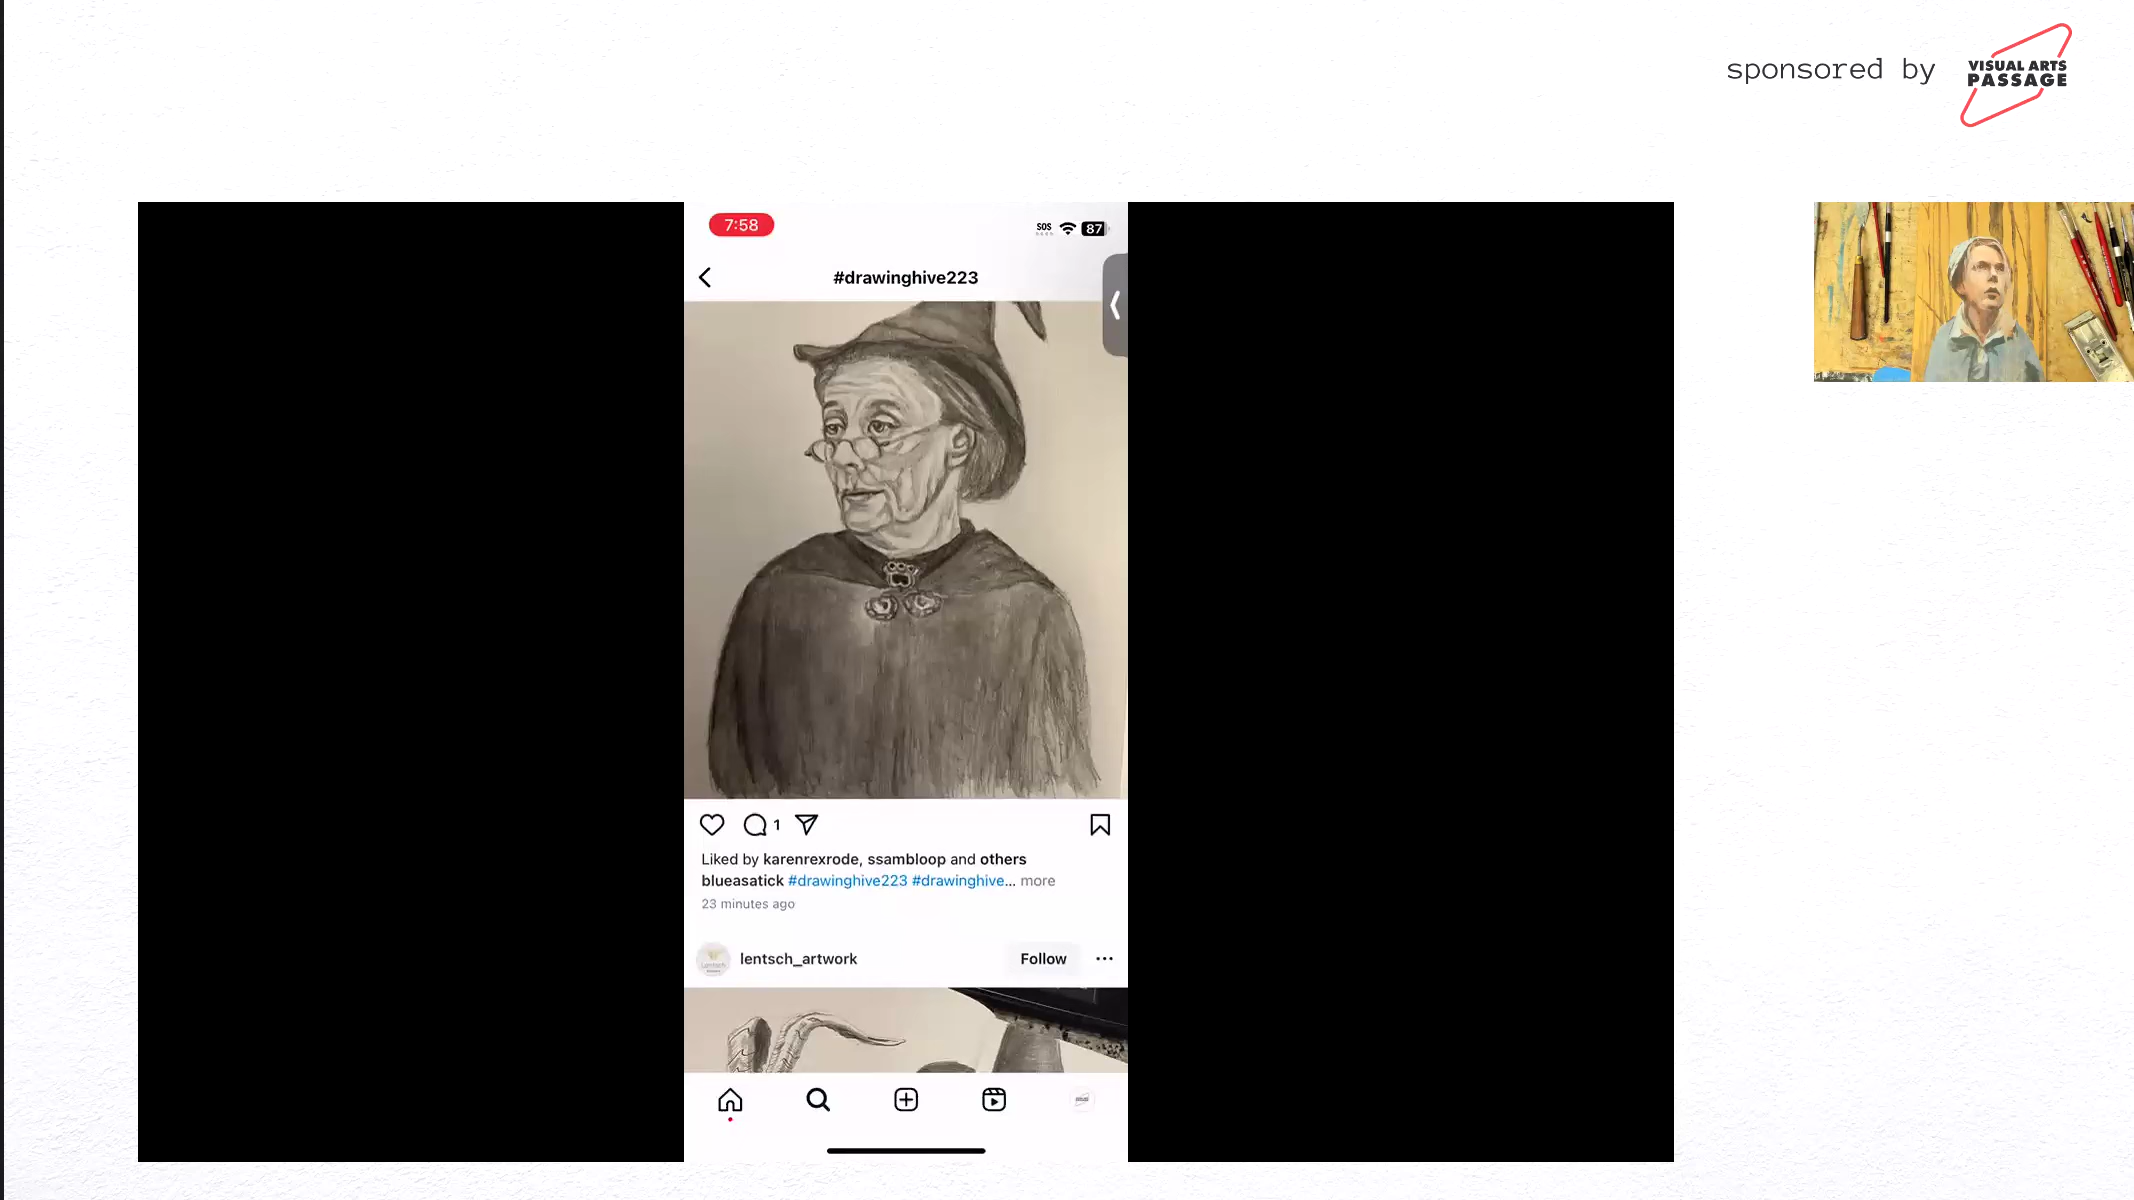 sponsored by
VISUAL ARTS
PASSAGE
7:58
SOS
87
#drawinghive223
1
Liked by karenrexrode, ssambloop and others
blueasatick #drawinghive223 #drawinghive... more
23 minutes ago
lentsch_artwork
Follow